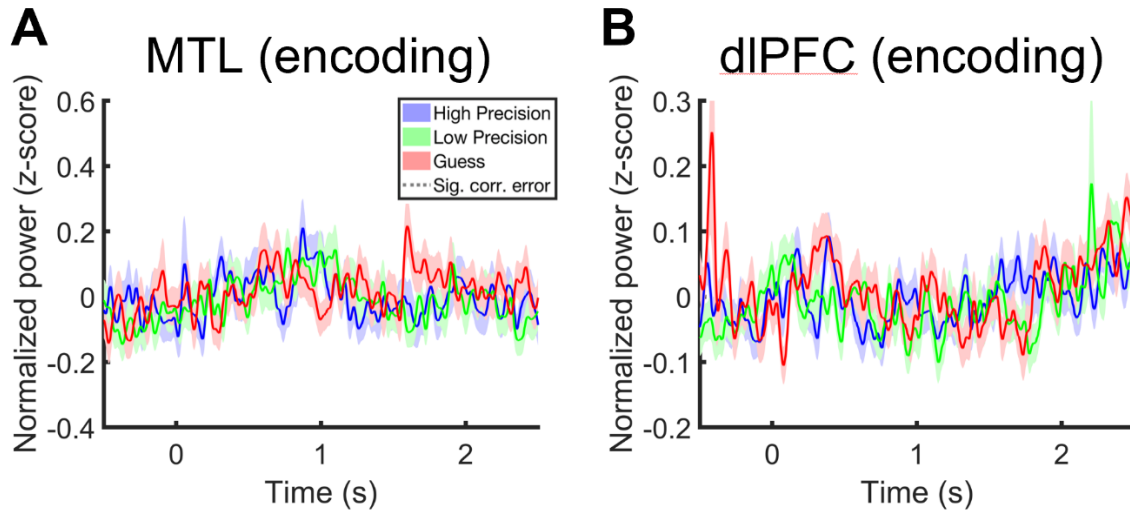 A
MTL (encoding)
Normalized power (z-score)
0.6
0.4
0.2
0
-0.2
-0.4
High Precision
Low Precision
Guess
Sig. corr. error
0
1
2
Time (s)
B
dlPFC (encoding)
Normalized power (z-score)
0.3
0.2
0.1
0
-0.1
-0.2
0
1
2
Time (s)